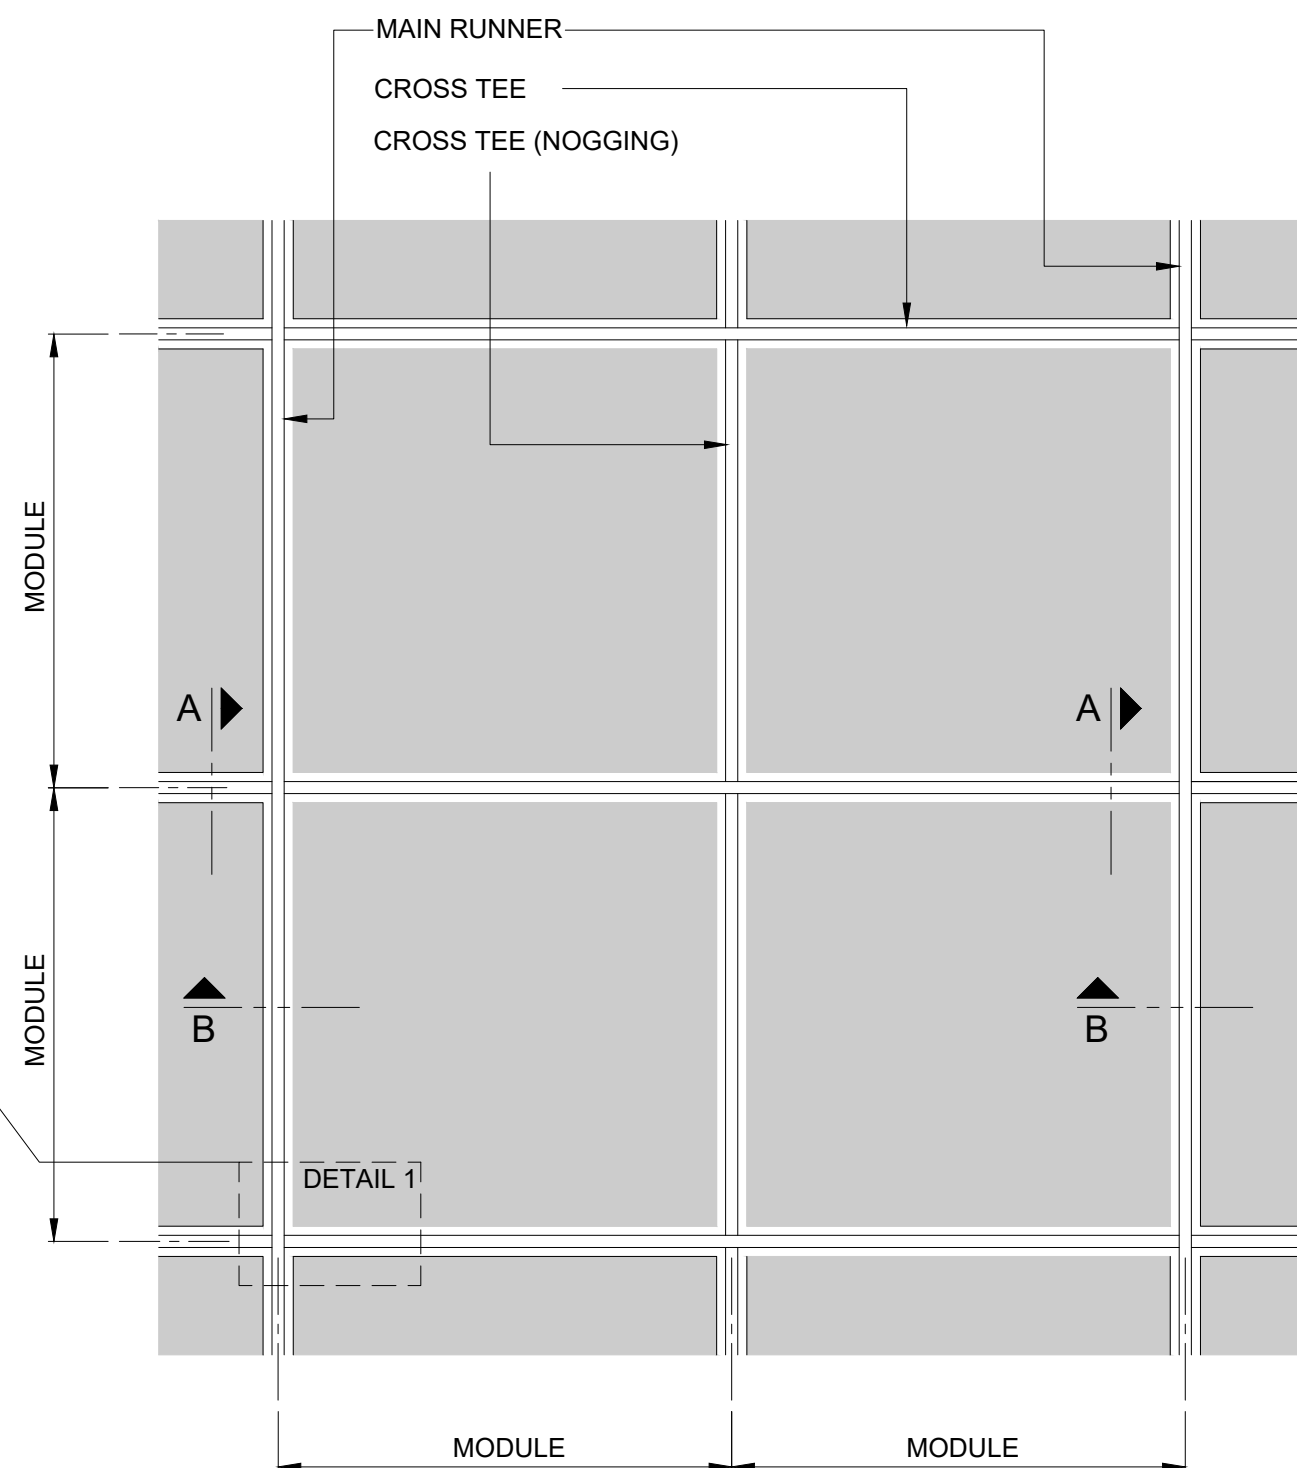 MAIN RUNNER
CROSS TEE
CROSS TEE (NOGGING)
MODULE
A
A
MODULE
B
B
DETAIL 1
MODULE
MODULE